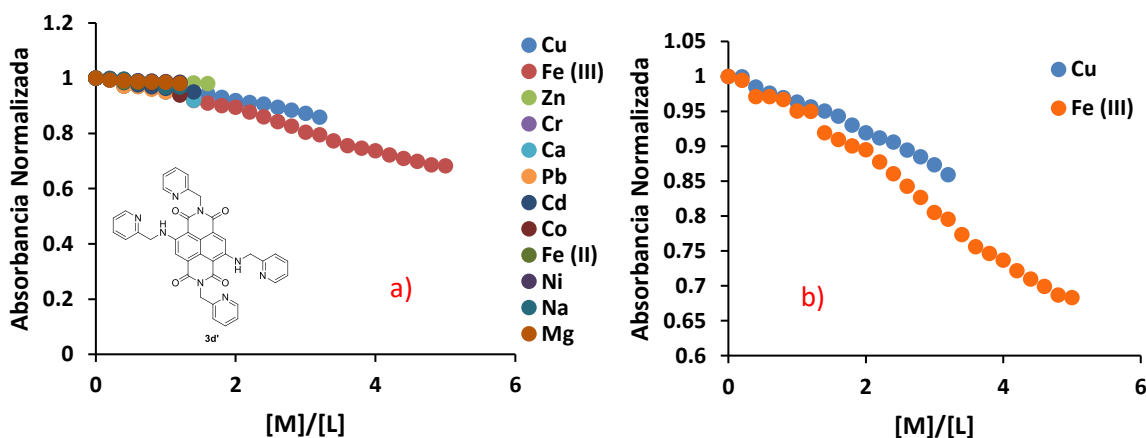 1.2
1
0.8
0.6
0.4
0.2
0
0 2 4 6
Absorbancia Normalizada
[M]/[L]
a)
Cu
Fe (III)
Zn
Cr
Ca
Pb
Cd
Co
Fe (II)
Ni
Na
Mg
N
N
O
O
N
HN
NH
N
O
O
N
N
3d'
1.05
1
0.95
0.9
0.85
0.8
0.75
0.7
0.65
0.6
0 2 4 6
Absorbancia Normalizada
[M]/[L]
b)
Cu
Fe (III)